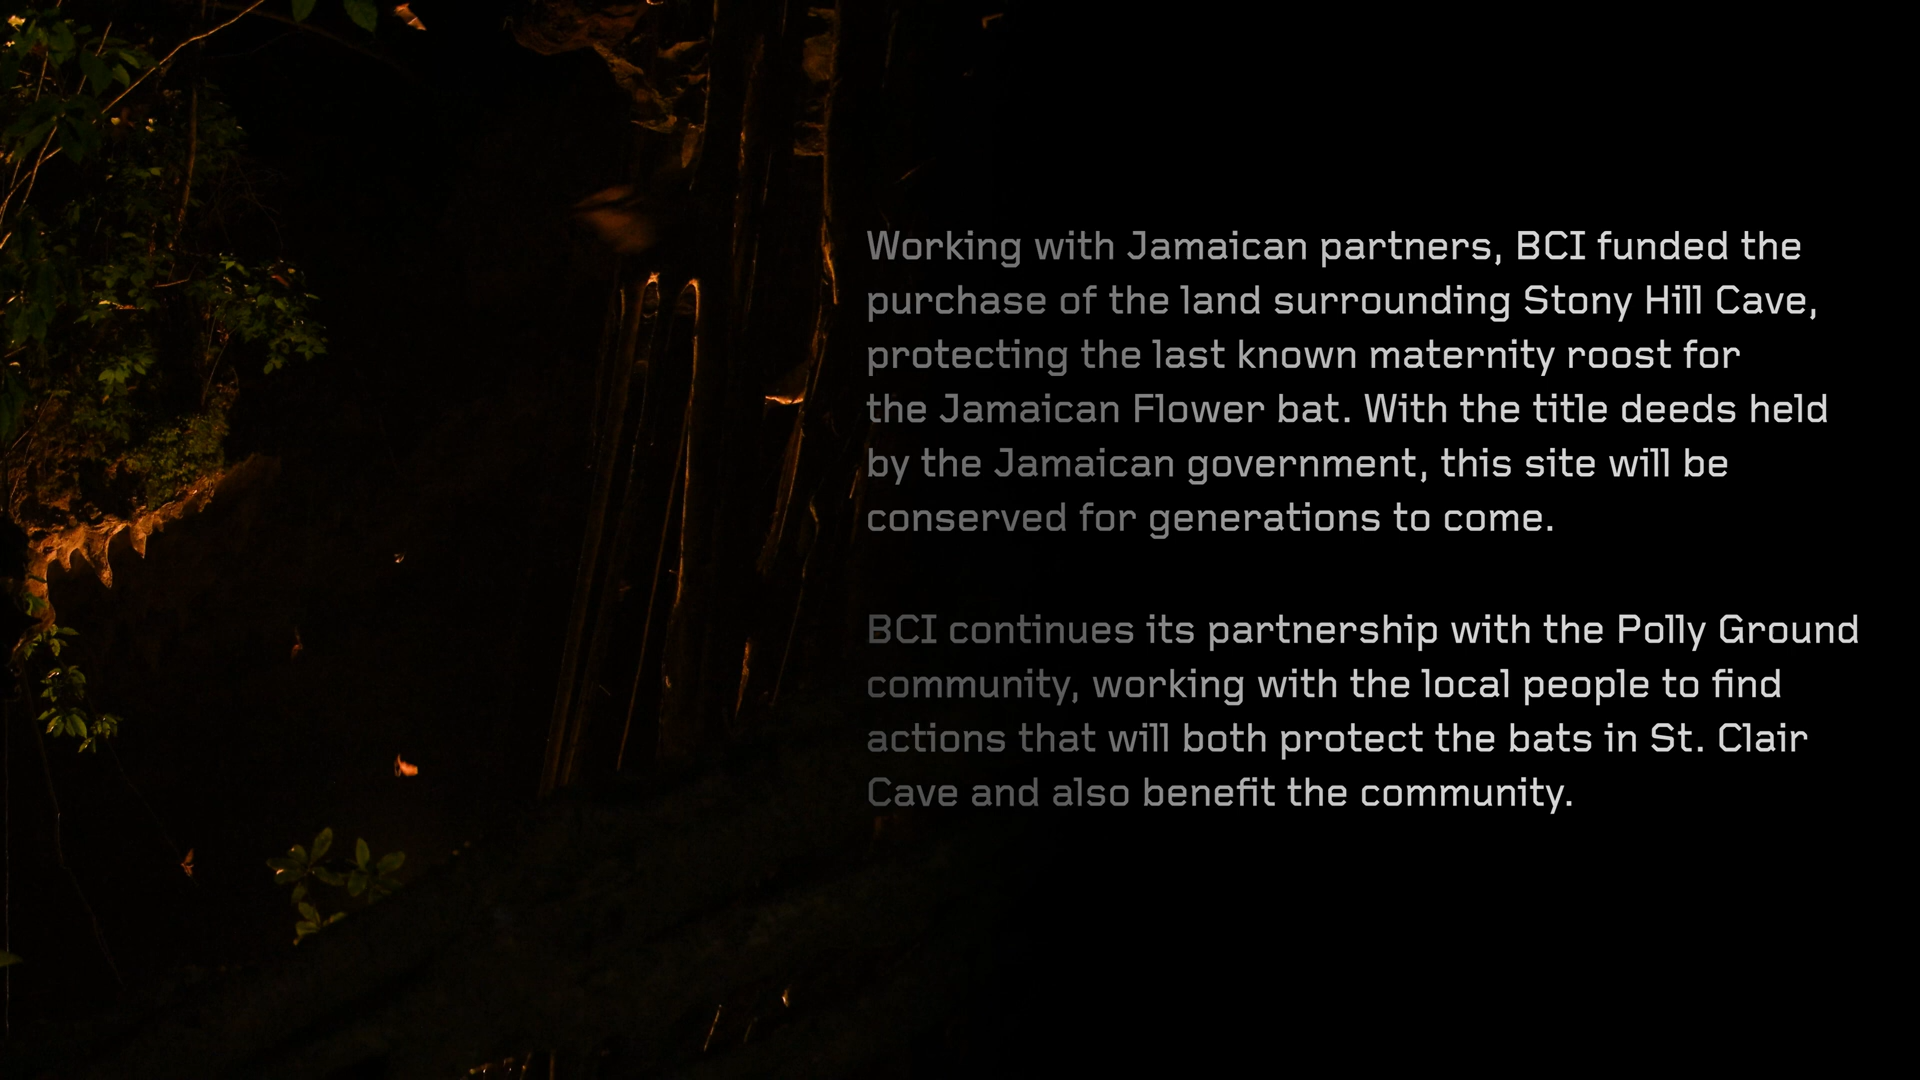 Working with Jamaican partners, BCI funded the
purchase of the land surrounding Stony Hill Cave,
protecting the last known maternity roost for
the Jamaican Flower bat. With the title deeds held
by the Jamaican government, this site will be
conserved for generations to come.
BCI continues its partnership with the Polly Ground
community, working with the local people to find
actions that will both protect the bats in St. Clair
Cave and also benefit the community.